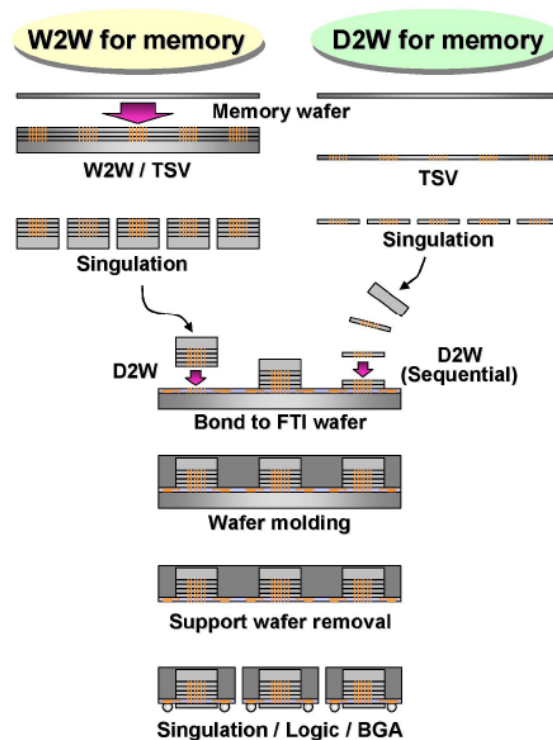 W2W for memory
D2W for memory
Memory wafer
W2W / TSV
TSV
Singulation
Singulation
D2W
D2W
(Sequential)
Bond to FTI wafer
Wafer molding
Support wafer removal
Singulation / Logic / BGA